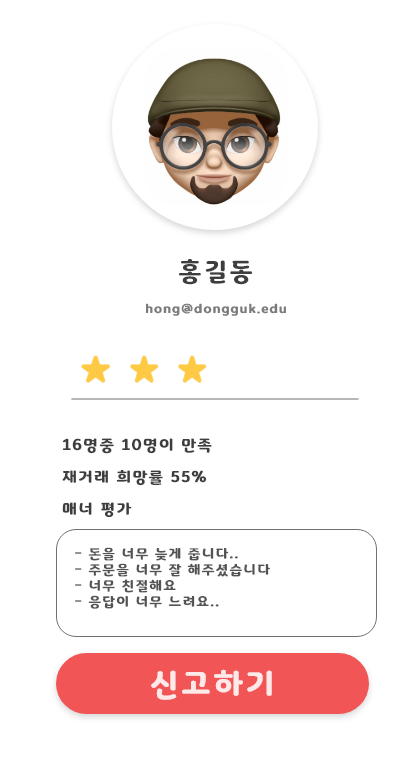 홍길동
hong@dongguk.edu
16명중 10명이 만족
재거래 희망률 55%
매너 평가
- 돈을 너무 늦게 줍니다..
- 주문을 너무 잘 해주셨습니다
- 너무 친절해요
- 응답이 너무 느려요..
신고하기